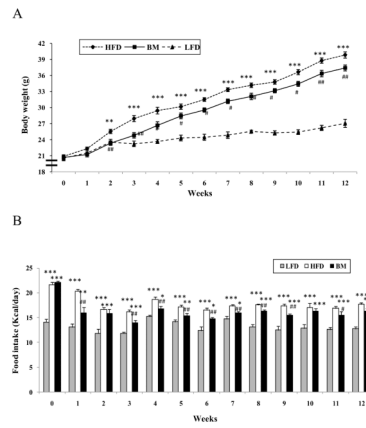 A
HFD BM LFD
Body weight (g)
42
39
36
33
30
27
24
21
18
** *** *** *** *** *** *** *** *** *** ***
## ## # # # # # # # ## ##
0 1 2 3 4 5 6 7 8 9 10 11 12
Weeks
B
LFD HFD BM
Food intake (Kcal/day)
25
20
15
10
5
0
0 1 2 3 4 5 6 7 8 9 10 11 12
Weeks